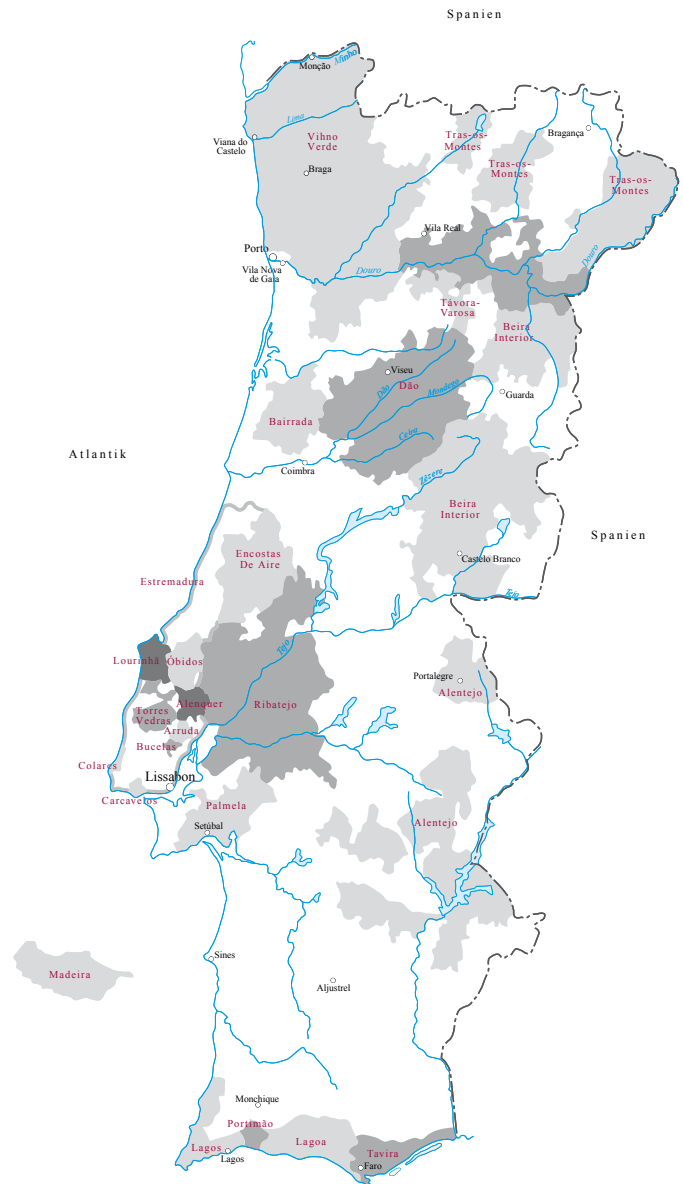 Spanien
Minho
Monção
Lima
Viana do
Castelo
Vihno
Verde
Braga
Tras-os-
Montes
Bragança
Tras-os-
Montes
Tras-os-
Montes
Vila Real
Porto
Vila Nova
de Gaia
Douro
Douro
Távora-
Varosa
Beira
Interior
Viseu
Dão
Dão
Mondego
Guarda
Bairrada
Ceira
Atlantik
Coimbra
Zêzere
Beira
Interior
Spanien
Encostas
De Aire
Castelo Branco
Estremadura
Tejo
Tejo
Lourinhã
Óbidos
Portalegre
Alentejo
Alenquer
Ribatejo
Torres
Vedras
Arruda
Bucelas
Colares
Lissabon
Carcavelos
Palmela
Setúbal
Alentejo
Sines
Madeira
Aljustrel
Monchique
Portimão
Lagos
Lagoa
Lagos
Tavira
Faro